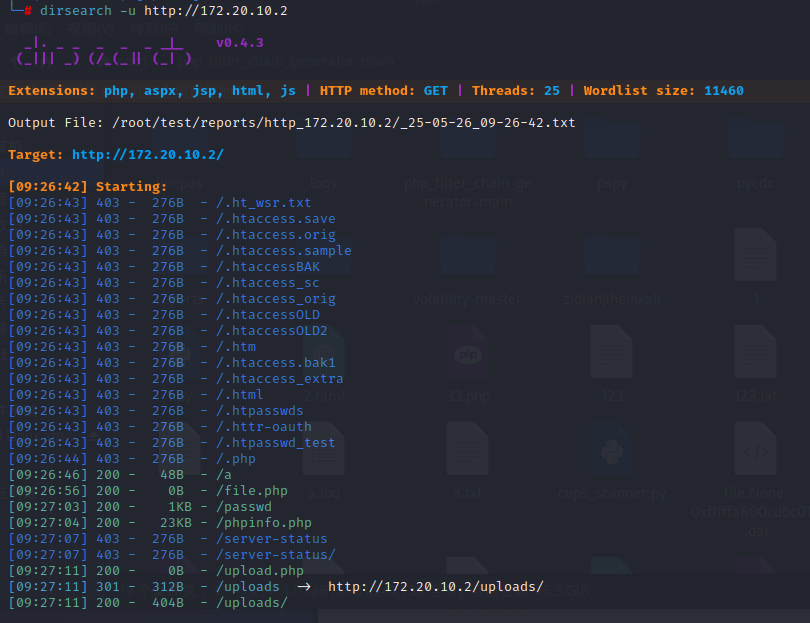 └─# dirsearch -u http://172.20.10.2
v0.4.3
Extensions: php, aspx, jsp, html, js | HTTP method: GET | Threads: 25 | Wordlist size: 11460
Output File: /root/test/reports/http_172.20.10.2/_25-05-26_09-26-42.txt
Target: http://172.20.10.2/
[09:26:42] Starting:
[09:26:43] 403 -  276B  - /.ht_wsr.txt
[09:26:43] 403 -  276B  - /.htaccess.save
[09:26:43] 403 -  276B  - /.htaccess.orig
[09:26:43] 403 -  276B  - /.htaccess.sample
[09:26:43] 403 -  276B  - /.htaccessBAK
[09:26:43] 403 -  276B  - /.htaccess_sc
[09:26:43] 403 -  276B  - /.htaccess_orig
[09:26:43] 403 -  276B  - /.htaccessOLD
[09:26:43] 403 -  276B  - /.htaccessOLD2
[09:26:43] 403 -  276B  - /.htm
[09:26:43] 403 -  276B  - /.htaccess.bak1
[09:26:43] 403 -  276B  - /.htaccess_extra
[09:26:43] 403 -  276B  - /.html
[09:26:43] 403 -  276B  - /.htpasswds
[09:26:43] 403 -  276B  - /.httr-oauth
[09:26:43] 403 -  276B  - /.htpasswd_test
[09:26:44] 403 -  276B  - /.php
[09:26:46] 200 -   48B  - /a
[09:26:56] 200 -    0B  - /file.php
[09:27:03] 200 -    1KB - /passwd
[09:27:04] 200 -   23KB - /phpinfo.php
[09:27:07] 403 -  276B  - /server-status
[09:27:07] 403 -  276B  - /server-status/
[09:27:11] 200 -    0B  - /upload.php
[09:27:11] 301 -  312B  - /uploads  →  http://172.20.10.2/uploads/
[09:27:11] 200 -  404B  - /uploads/